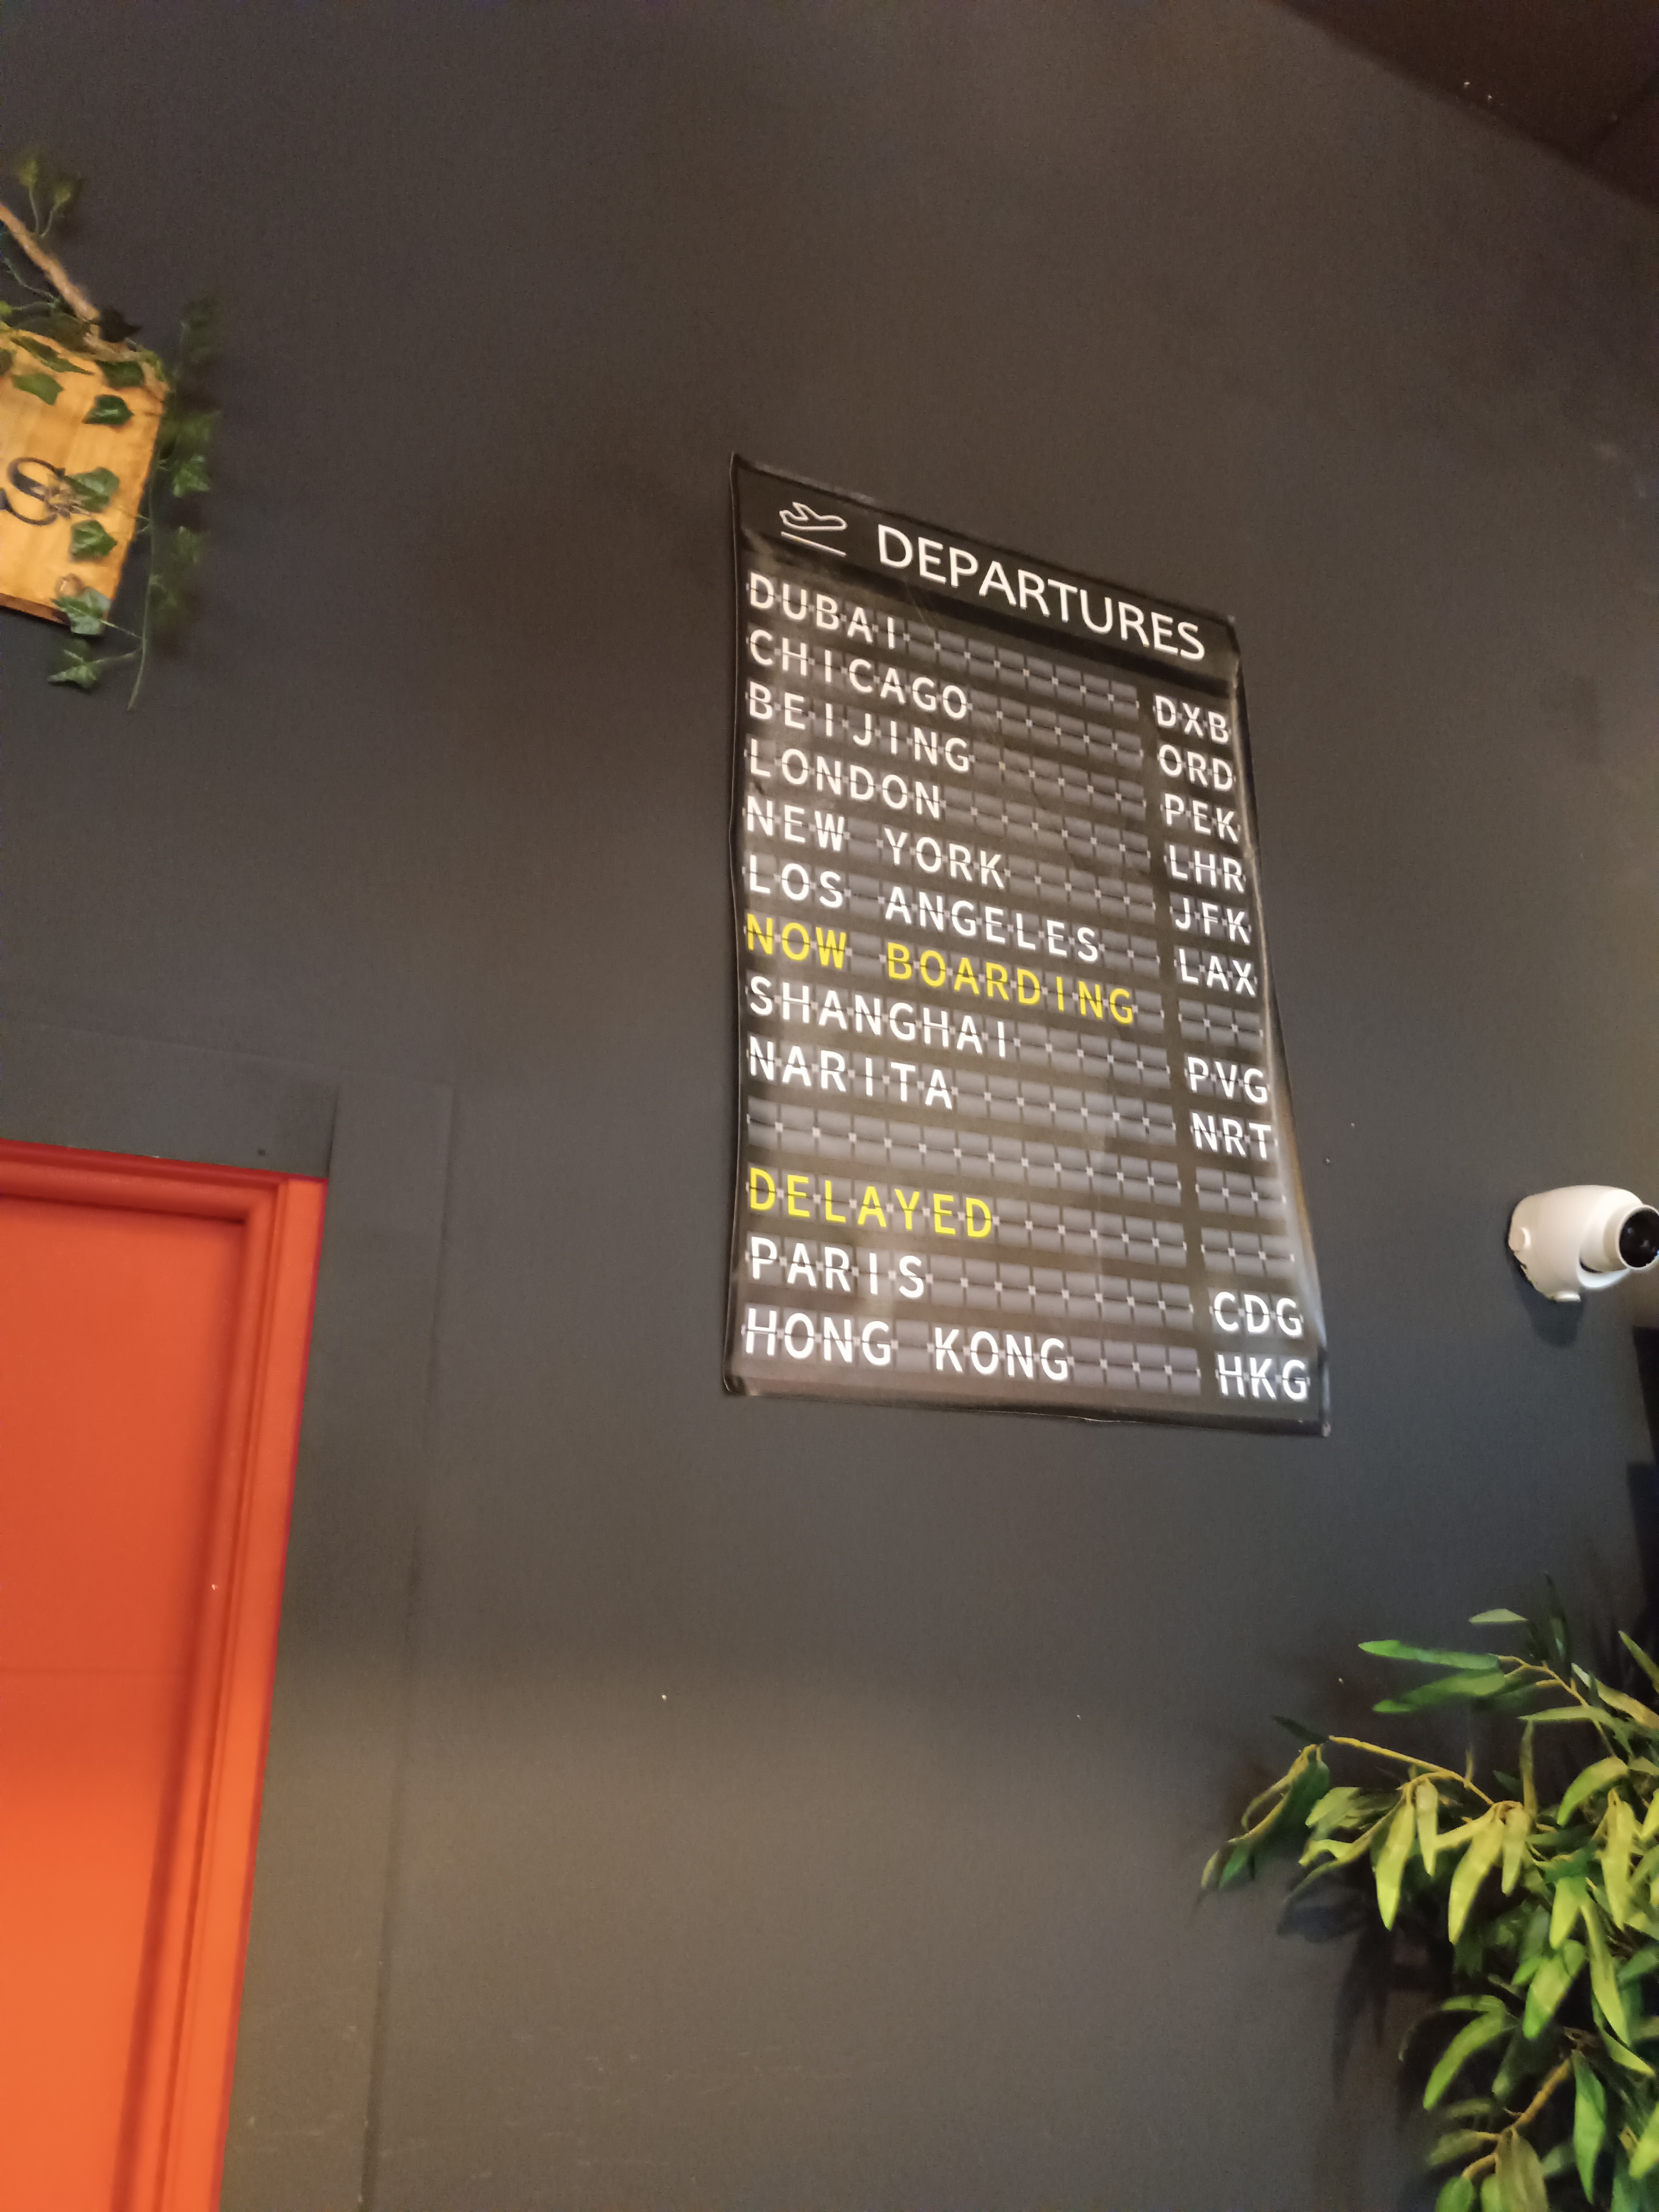 S
DEPARTURES
DUBAI DXB
CHICAGO ORD
BEIJING PEK
LONDON LHR
NEW YORK JFK
LOS ANGELES LAX
NOW BOARDING
SHANGHAI PVG
NARITA NRT
DELAYED
PARIS CDG
HONG KONG HKG